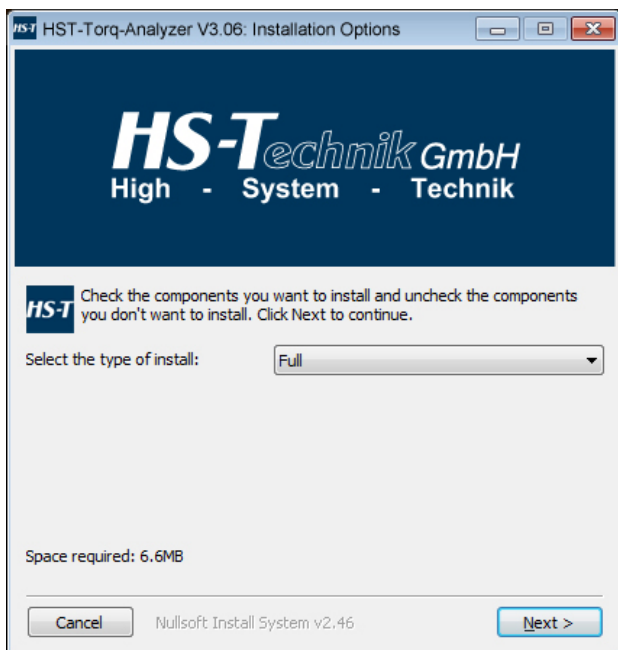 HS-T HST-Torq-Analyzer V3.06: Installation Options
HS-Technik GmbH
High - System - Technik
HS-T
Check the components you want to install and uncheck the components
you don't want to install. Click Next to continue.
Select the type of install:
Full
Space required: 6.6MB
Cancel
Nullsoft Install System v2.46
Next >